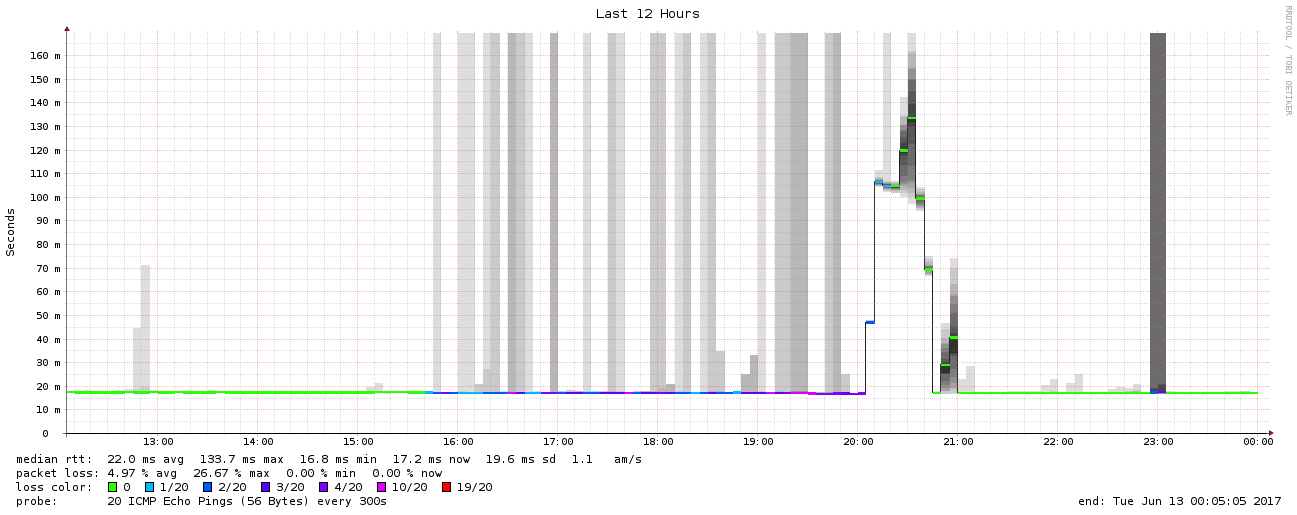 Last 12 Hours
RRDTOOL / TOBI OETIKER
Seconds
160 m
150 m
140 m
130 m
120 m
110 m
100 m
90 m
80 m
70 m
60 m
50 m
40 m
30 m
20 m
10 m
0
13:00 14:00 15:00 16:00 17:00 18:00 19:00 20:00 21:00 22:00 23:00 00:00
median rtt: 22.0 ms avg 133.7 ms max 16.8 ms min 17.2 ms now 19.6 ms sd 1.1 am/s
packet loss: 4.97 % avg 26.67 % max 0.00 % min 0.00 % now
loss color: 0 1/20 2/20 3/20 4/20 10/20 19/20
probe: 20 ICMP Echo Pings (56 Bytes) every 300s end: Tue Jun 13 00:05:05 2017